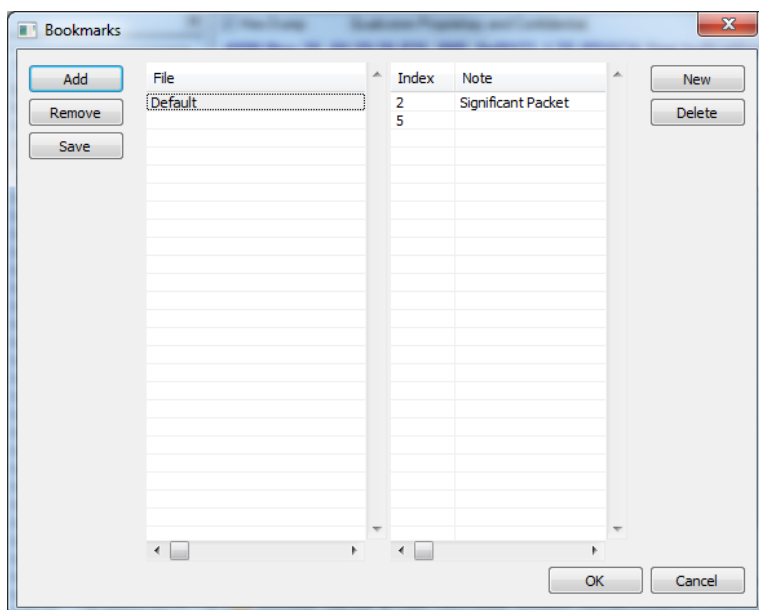 Bookmarks
Add
Remove
Save
File
Default
Index Note
2 Significant Packet
5
New
Delete
OK Cancel